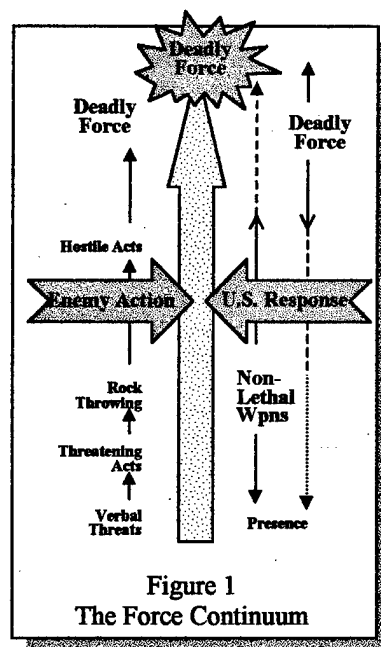 Deadly
Force
Deadly
Force
Deadly
Force
Hostile Acts
Enemy Action
U.S. Response
Rock
Throwing
Non-
Lethal
Wpns
Threatening
Acts
Verbal
Threats
Presence
Figure 1
The Force Continuum